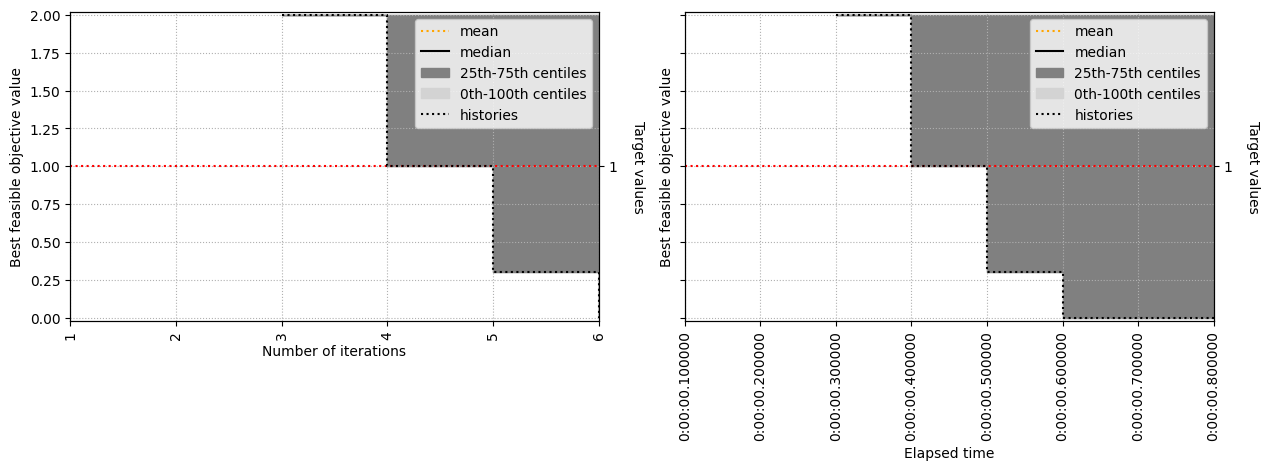 2.00
1.75
1.50
1.25
1.00
0.75
0.50
0.25
0.00
Best feasible objective value
1
2
3
4
5
6
Number of iterations
mean
median
25th-75th centiles
0th-100th centiles
histories
1
Target values
Best feasible objective value
0:00:00.100000
0:00:00.200000
0:00:00.300000
0:00:00.400000
0:00:00.500000
0:00:00.600000
0:00:00.700000
0:00:00.800000
Elapsed time
mean
median
25th-75th centiles
0th-100th centiles
histories
1
Target values